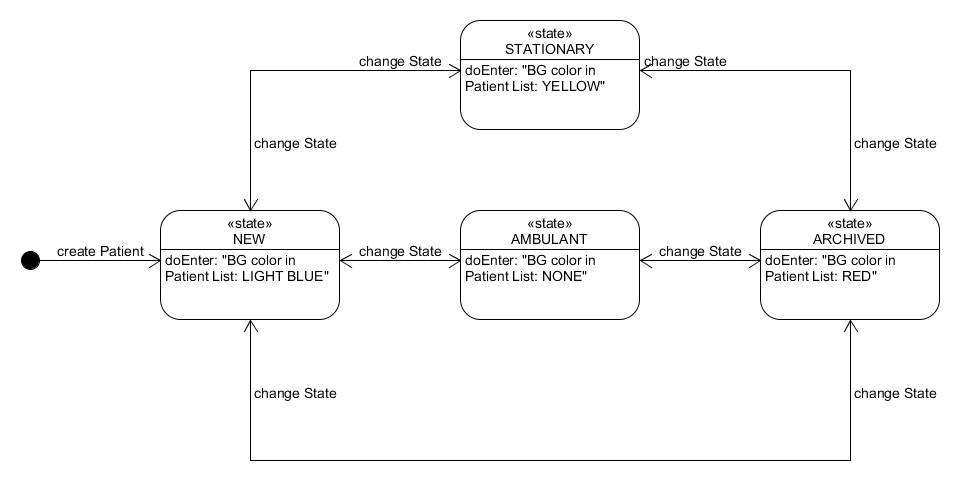 «state»
STATIONARY
doEnter: "BG color in
Patient List: YELLOW"
change State
change State
change State
change State
create Patient
«state»
NEW
doEnter: "BG color in
Patient List: LIGHT BLUE"
change State
«state»
AMBULANT
doEnter: "BG color in
Patient List: NONE"
change State
«state»
ARCHIVED
doEnter: "BG color in
Patient List: RED"
change State
change State